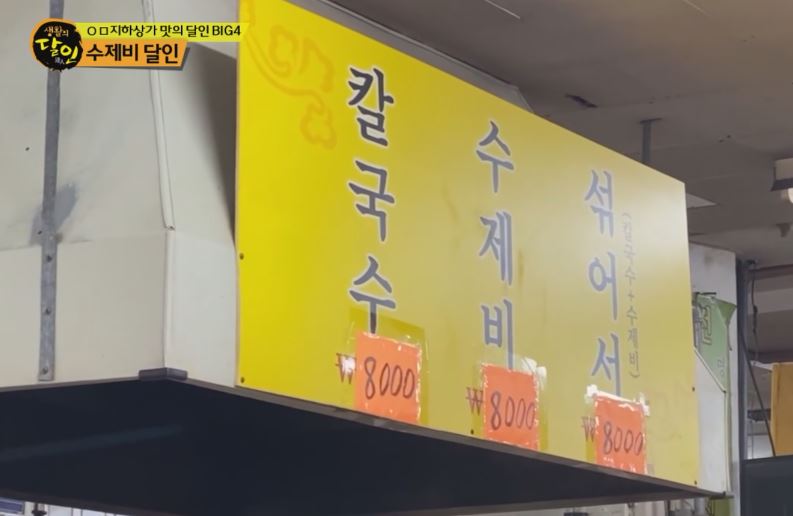 생활의
달인
ㅇㅁ지하상가 맛의 달인 BIG4
수제비 달인
칼국수
₩8000
수제비
₩8000
섞어서
(칼국수+수제비)
₩8000